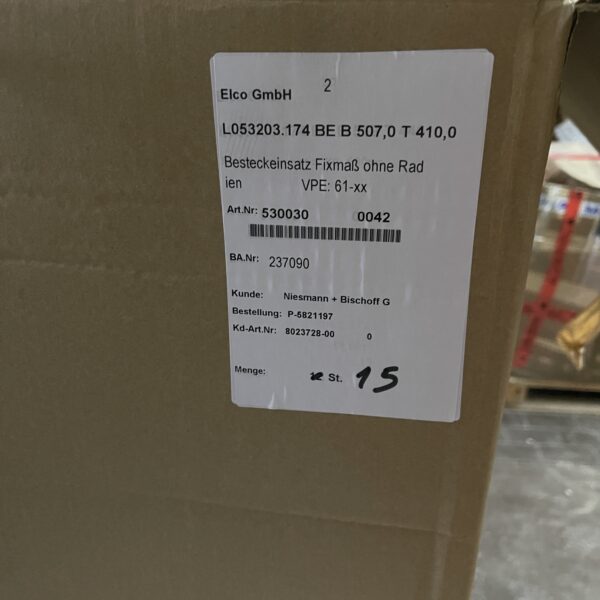 2
Elco GmbH
L053203.174 BE B 507,0 T 410,0
Besteckeinsatz Fixmaß ohne Rad
ien VPE: 61-xx
Art.Nr: 530030 0042
BA.Nr: 237090
Kunde: Niesmann + Bischoff G
Bestellung: P-5821197
Kd-Art.Nr: 8023728-00 0
Menge: St. 15